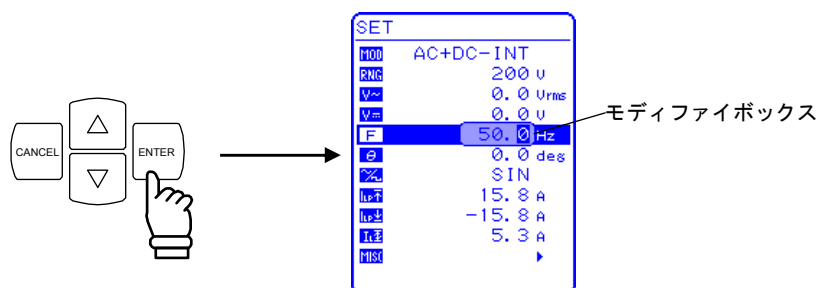 SET
MOD AC+DC-INT
RNG 200 V
V~ 0.0 Vrms
V⎓ 0.0 V
F 50.0 Hz
θ 0.0 deg
SIN
15.8 A
-15.8 A
5.3 A
MISC
モディファイボックス
CANCEL
ENTER